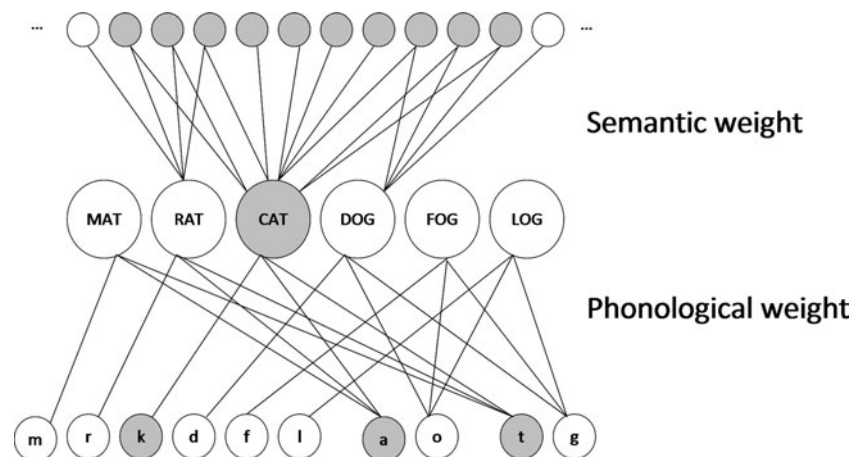 ... ...
Semantic weight
MAT RAT CAT DOG FOG LOG
Phonological weight
m r k d f l a o t g